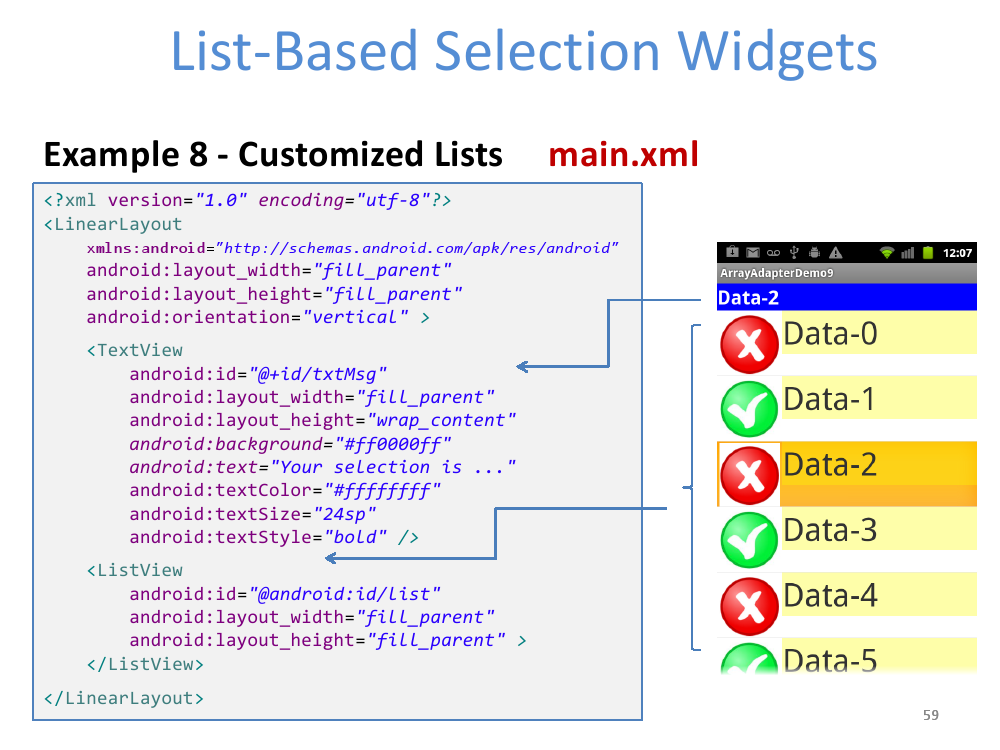 List-Based Selection Widgets
Example 8 - Customized Lists main.xml
<?xml version="1.0" encoding="utf-8"?>
<LinearLayout
xmlns:android="http://schemas.android.com/apk/res/android"
android:layout_width="fill_parent"
android:layout_height="fill_parent"
android:orientation="vertical" >
<TextView
android:id="@+id/txtMsg"
android:layout_width="fill_parent"
android:layout_height="wrap_content"
android:background="#ff0000ff"
android:text="Your selection is ..."
android:textColor="#ffffffff"
android:textSize="24sp"
android:textStyle="bold" />
<ListView
android:id="@android:id/list"
android:layout_width="fill_parent"
android:layout_height="fill_parent" >
</ListView>
</LinearLayout>
12:07
ArrayAdapterDemo9
Data-2
Data-0
Data-1
Data-2
Data-3
Data-4
Data-5
59